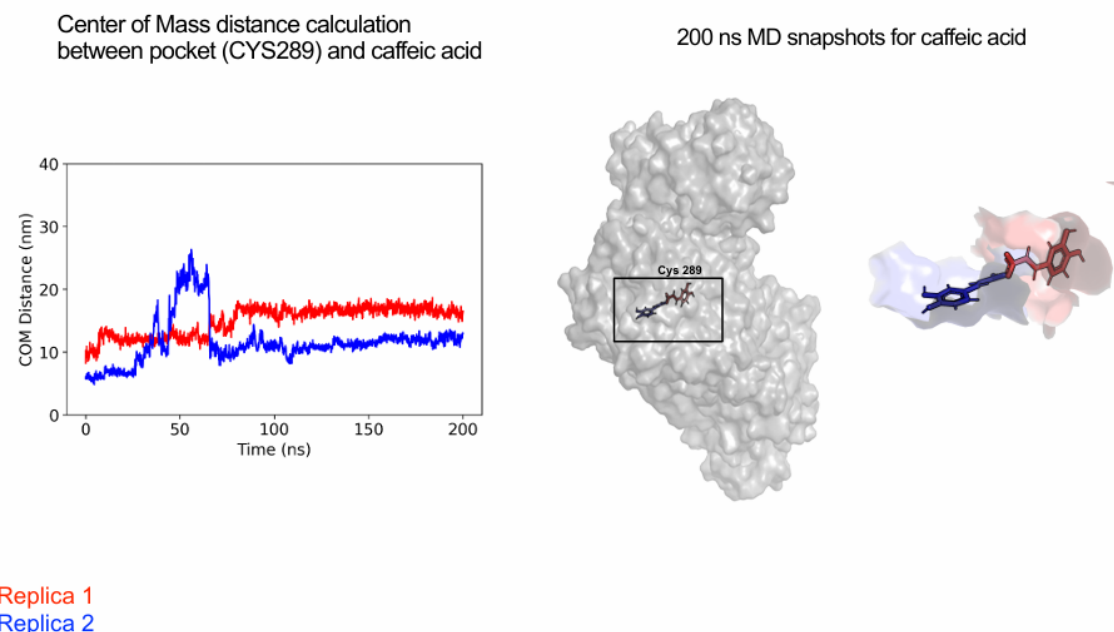 Center of Mass distance calculation
between pocket (CYS289) and caffeic acid
200 ns MD snapshots for caffeic acid
COM Distance (nm)
40
30
20
10
0
0 50 100 150 200
Time (ns)
Cys 289
Replica 1
Replica 2